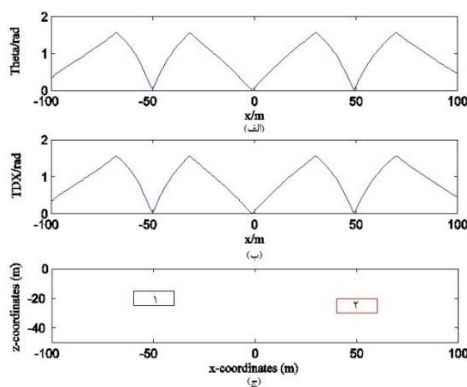 2
1
0
Theta/rad
-100
-50
0
50
100
x/m
(الف)
2
1
0
TDX/rad
-100
-50
0
50
100
x/m
(ب)
0
-20
-40
z-coordinates (m)
۱
۲
-100
-50
0
50
100
x-coordinates (m)
(ج)